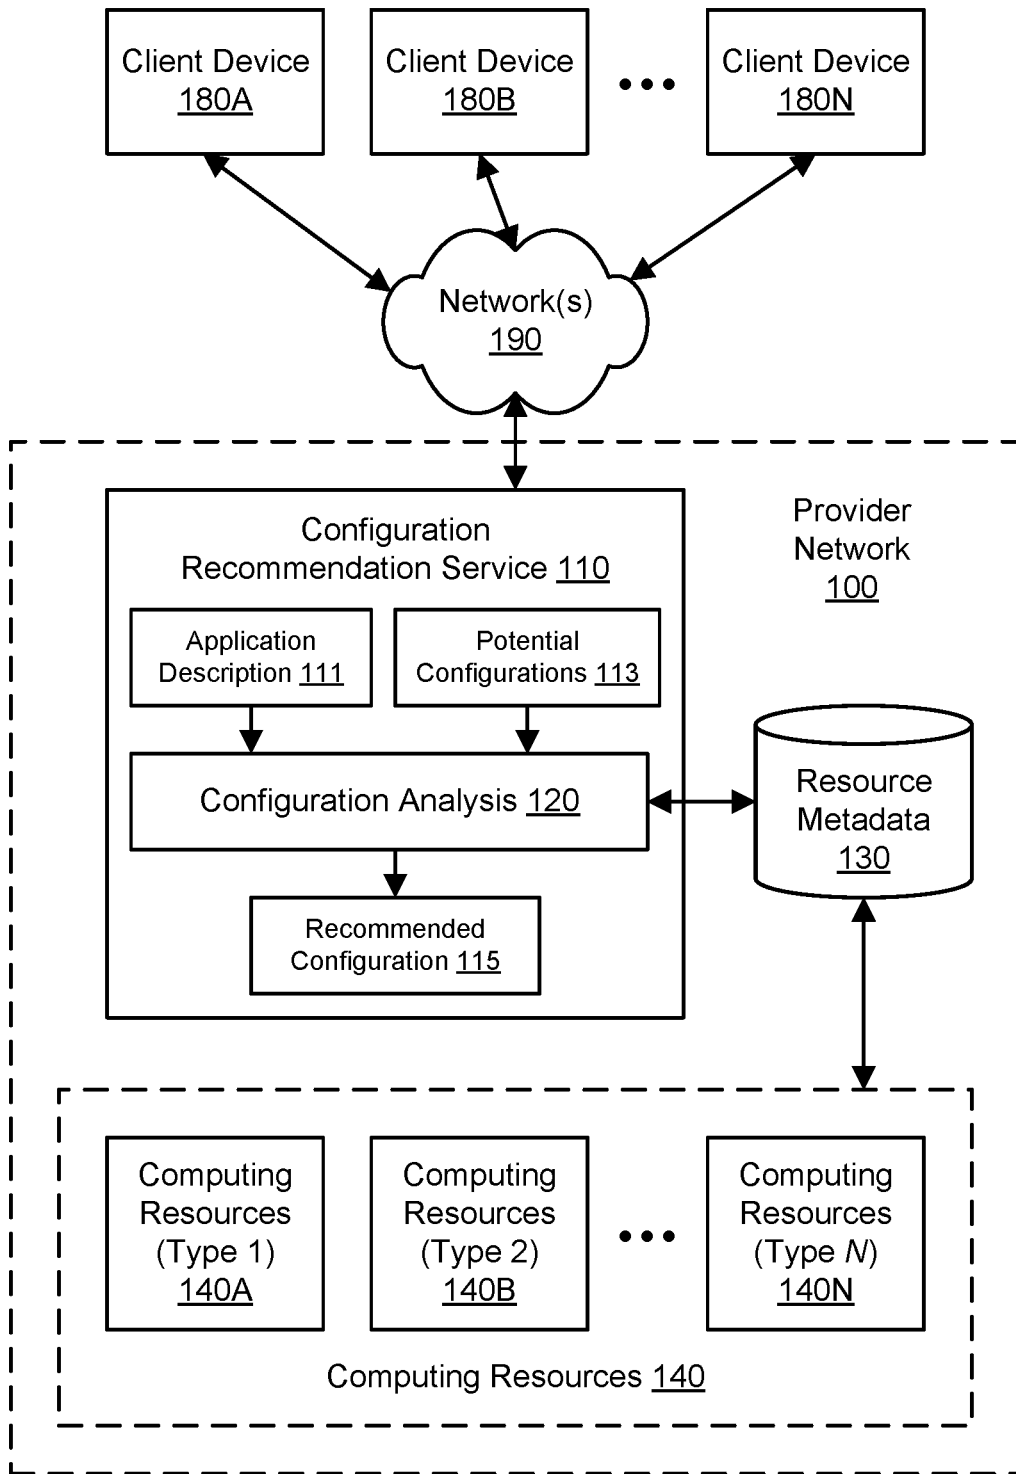 Client Device
180A
Client Device
180B
Client Device
180N
Network(s)
190
Provider
Network
100
Configuration
Recommendation Service 110
Application
Description 111
Potential
Configurations 113
Configuration Analysis 120
Recommended
Configuration 115
Resource
Metadata
130
Computing
Resources
(Type 1)
140A
Computing
Resources
(Type 2)
140B
Computing
Resources
(Type N)
140N
Computing Resources 140